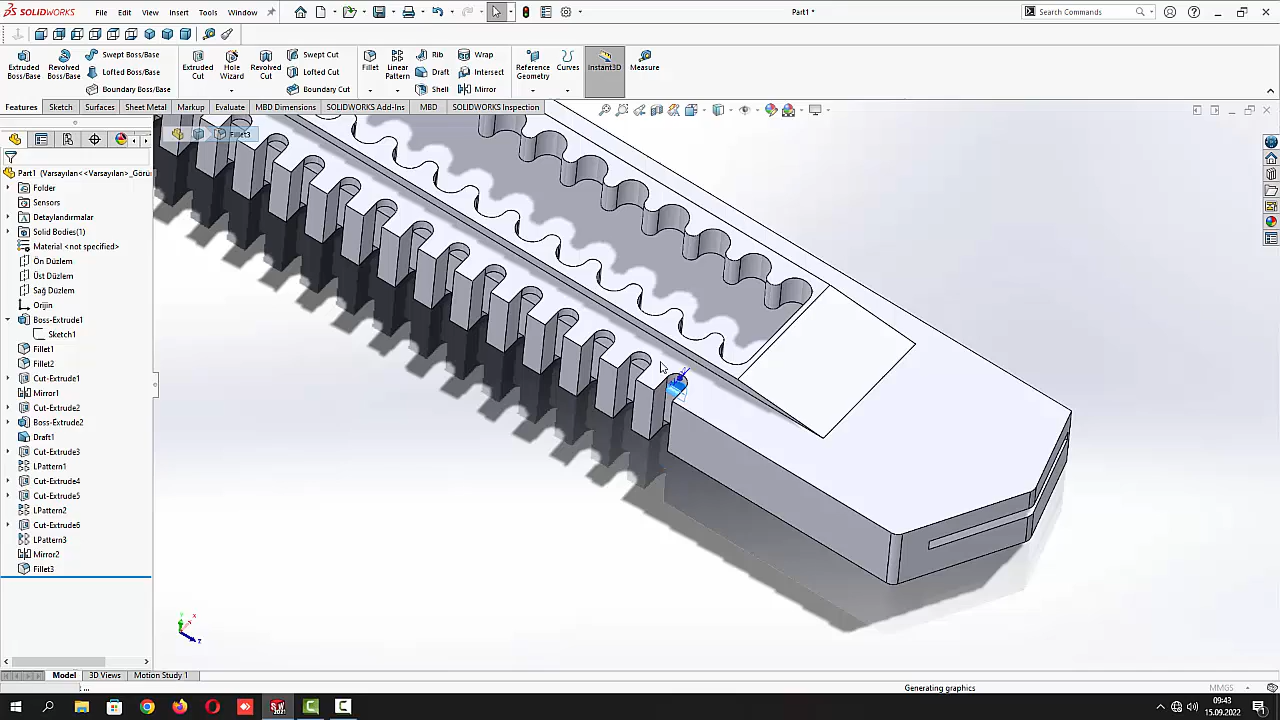 SOLIDWORKS
File
Edit
View
Insert
Tools
Window
Part1 *
Search Commands
Extruded Boss/Base
Revolved Boss/Base
Swept Boss/Base
Lofted Boss/Base
Boundary Boss/Base
Extruded Cut
Hole Wizard
Revolved Cut
Swept Cut
Lofted Cut
Boundary Cut
Fillet
Linear Pattern
Rib
Draft
Shell
Wrap
Intersect
Mirror
Reference Geometry
Curves
Instant3D
Measure
Features
Sketch
Surfaces
Sheet Metal
Markup
Evaluate
MBD Dimensions
SOLIDWORKS Add-Ins
MBD
SOLIDWORKS Inspection
Fillet3
Part1 (Varsayılan<<Varsayılan>_Görü
Folder
Sensors
Detaylandırmalar
Solid Bodies(1)
Material <not specified>
Ön Düzlem
Üst Düzlem
Sağ Düzlem
Orijin
Boss-Extrude1
Sketch1
Fillet1
Fillet2
Cut-Extrude1
Mirror1
Cut-Extrude2
Boss-Extrude2
Draft1
Cut-Extrude3
LPattern1
Cut-Extrude4
Cut-Extrude5
LPattern2
Cut-Extrude6
LPattern3
Mirror2
Fillet3
Model
3D Views
Motion Study 1
Generating graphics
MMGS
09:43
15.09.2022